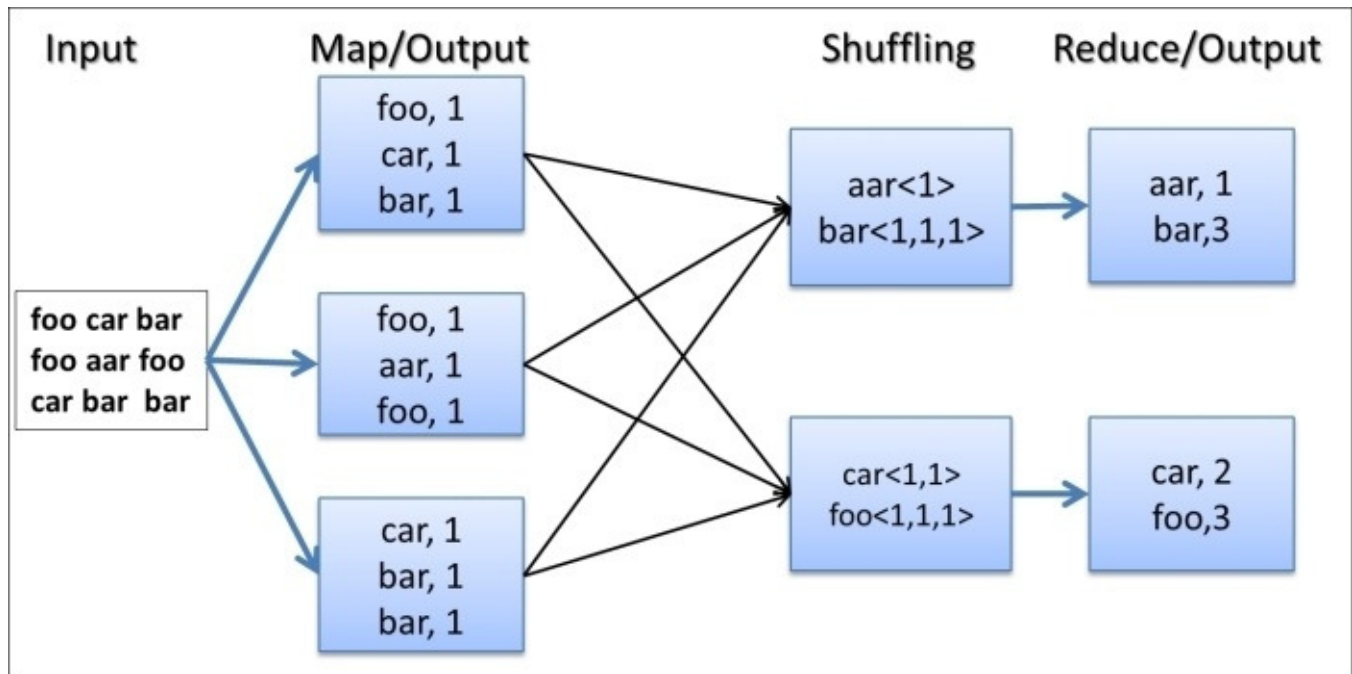 Input
Map/Output
Shuffling
Reduce/Output
foo car bar
foo aar foo
car bar  bar
foo, 1
car, 1
bar, 1
foo, 1
aar, 1
foo, 1
car, 1
bar, 1
bar, 1
aar<1>
bar<1,1,1>
car<1,1>
foo<1,1,1>
aar, 1
bar,3
car, 2
foo,3